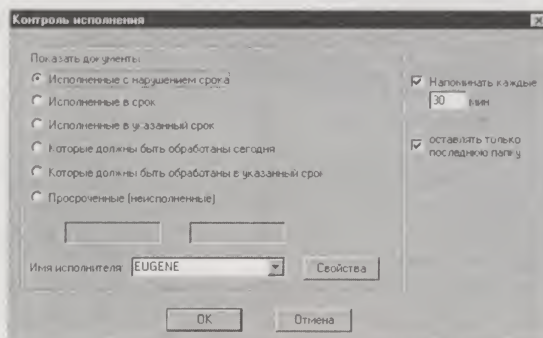 Контроль исполнения
Показать документы
Исполненные с нарушением срока
Исполненные в срок
Исполненные в указанный срок
Которые должны быть обработаны сегодня
Которые должны быть обработаны в указанный срок
Просроченные (неисполненные)
Имя исполнителя: EUGENE
Свойства
Напоминать каждые
30 мин
оставлять только
последнюю папку
OK
Отмена